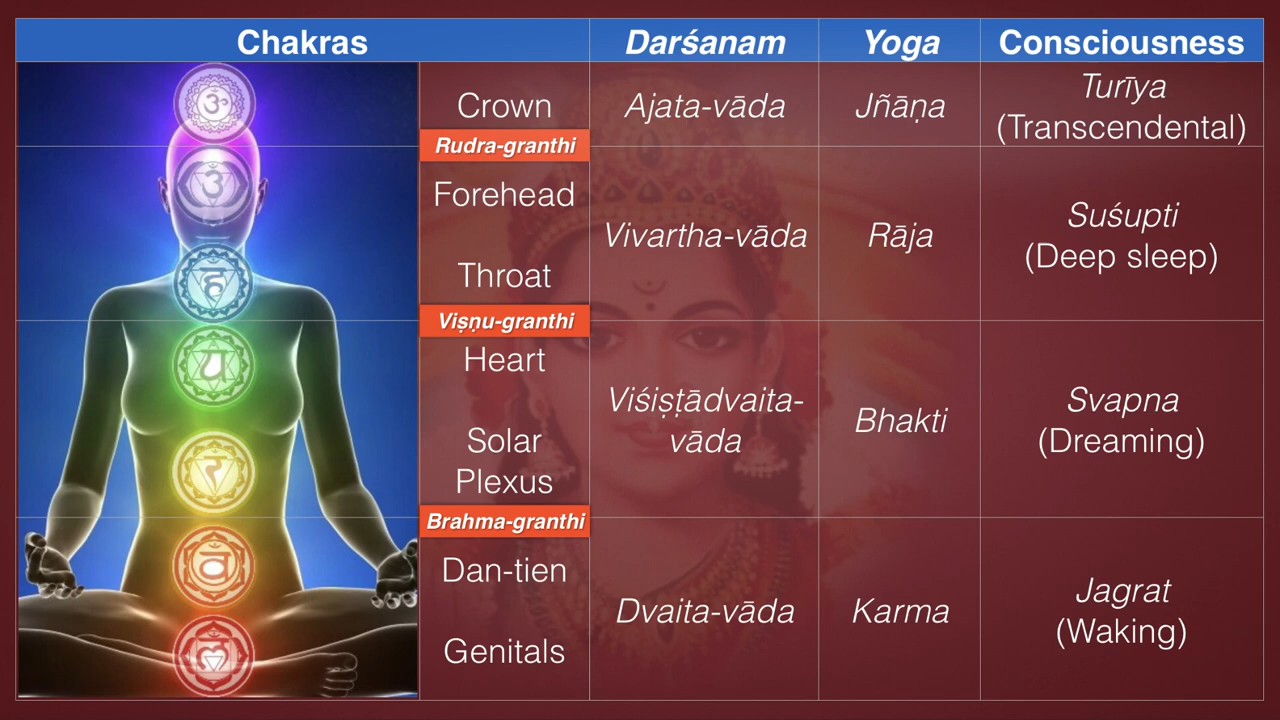 Chakras Darśanam Yoga Consciousness
ॐ
Crown Ajata-vāda Jñāṇa Turīya
(Transcendental)
Rudra-granthi
Forehead
Vivartha-vāda Rāja Suśupti
(Deep sleep)
हं
Throat
Viṣṇu-granthi
यं
Heart
Viśiṣṭādvaita-
vāda
Bhakti
Svapna
(Dreaming)
रं
Solar
Plexus
Brahma-granthi
वं
Dan-tien
Dvaita-vāda Karma Jagrat
(Waking)
लं
Genitals